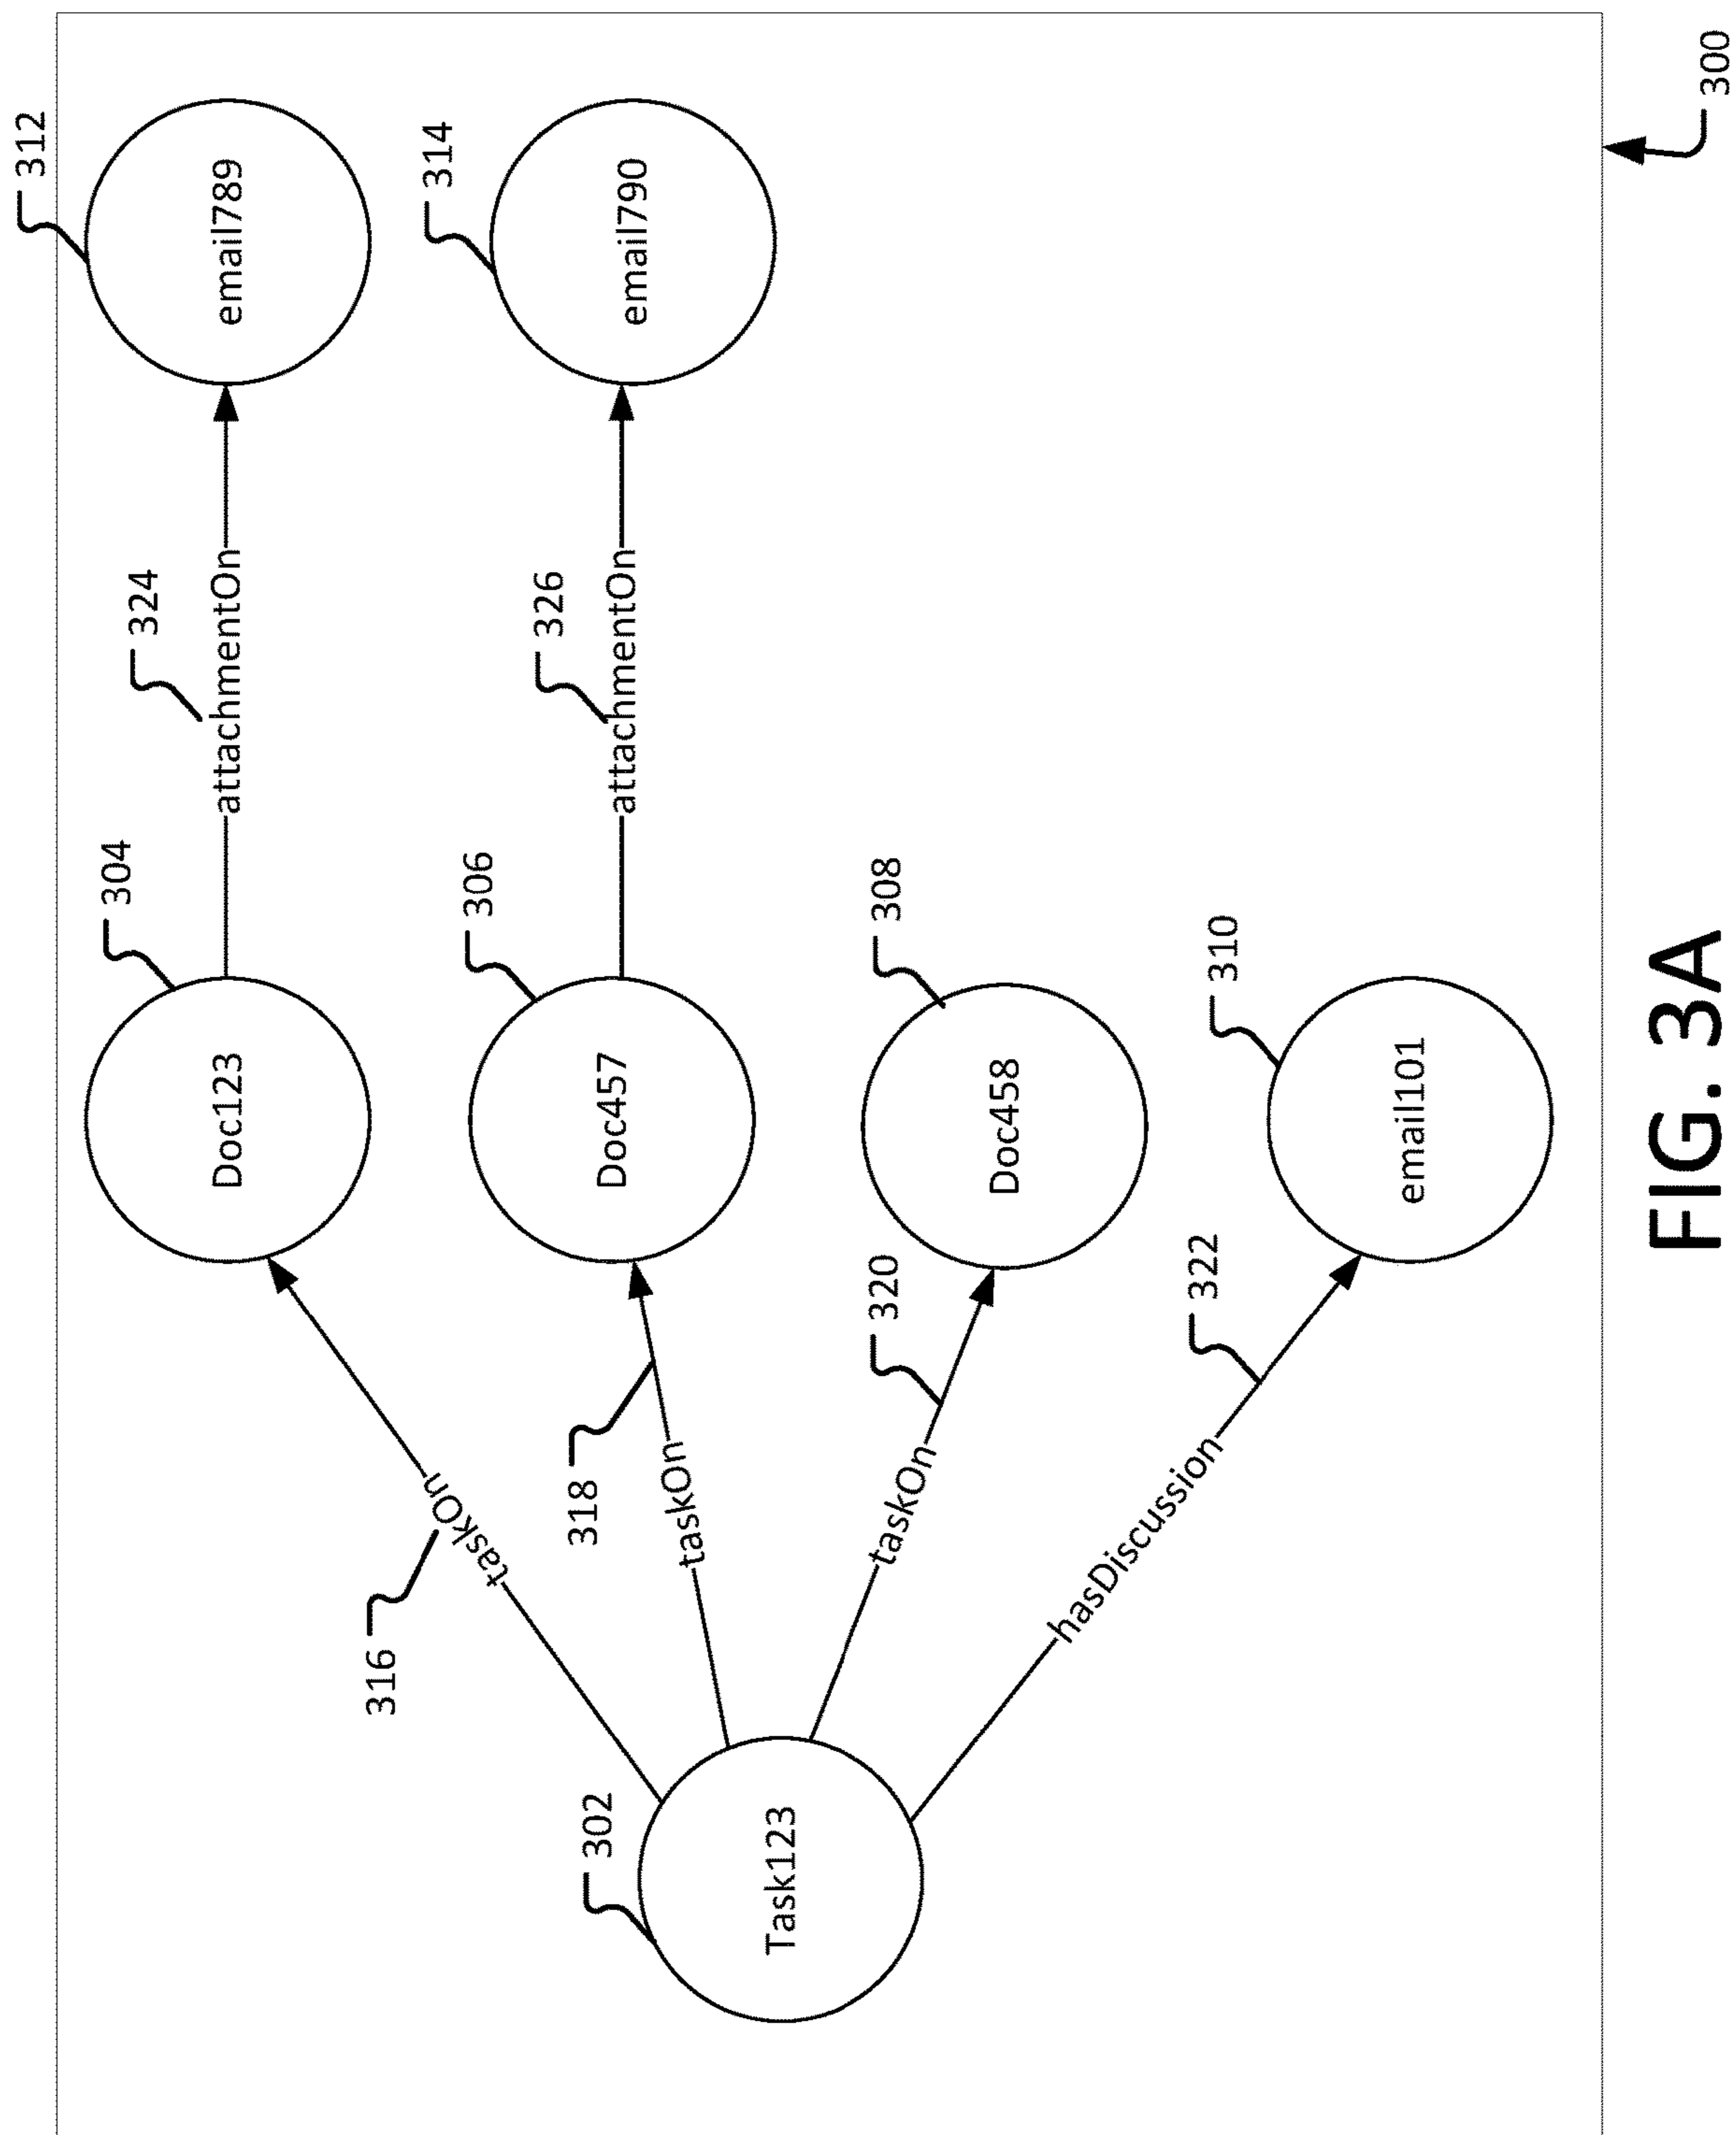 312
324
304
email789
attachmentOn
Doc123
314
326
306
316
taskOn
email790
attachmentOn
Doc457
318
taskOn
302
Task123
308
320
taskOn
Doc458
310
322
hasDiscussion
email101
300
FIG. 3A